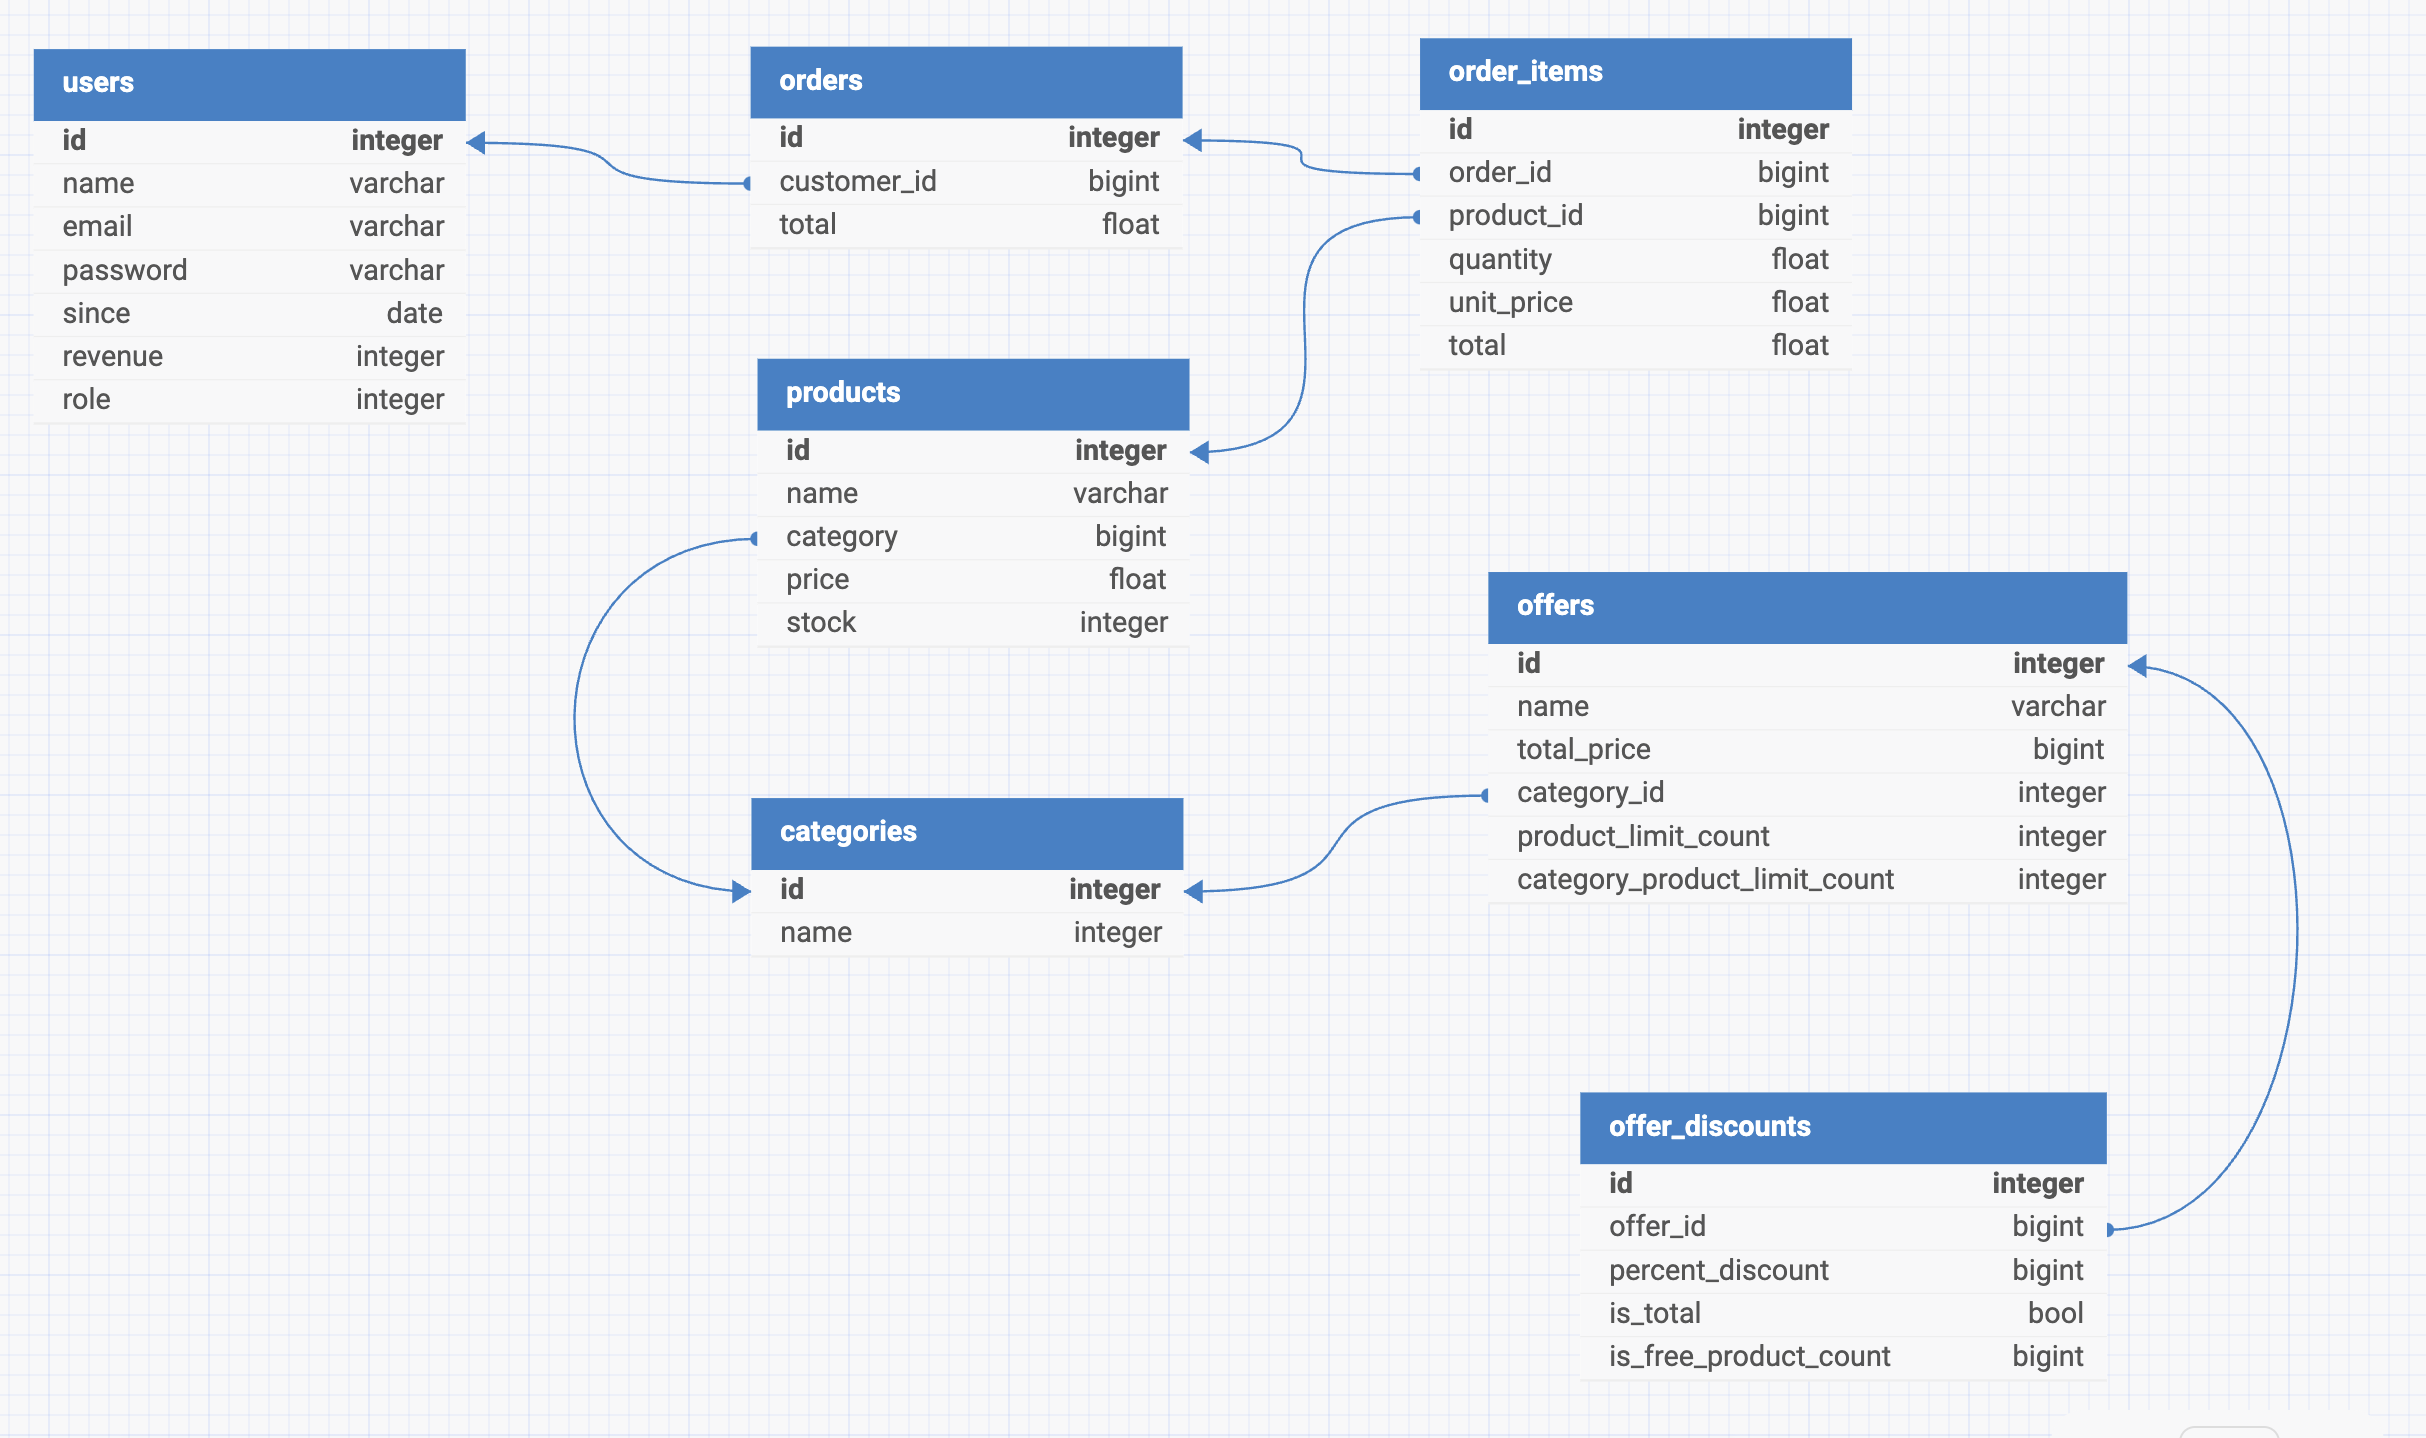 users
id integer
name varchar
email varchar
password varchar
since date
revenue integer
role integer
orders
id integer
customer_id bigint
total float
order_items
id integer
order_id bigint
product_id bigint
quantity float
unit_price float
total float
products
id integer
name varchar
category bigint
price float
stock integer
offers
id integer
name varchar
total_price bigint
category_id integer
product_limit_count integer
category_product_limit_count integer
categories
id integer
name integer
offer_discounts
id integer
offer_id bigint
percent_discount bigint
is_total bool
is_free_product_count bigint